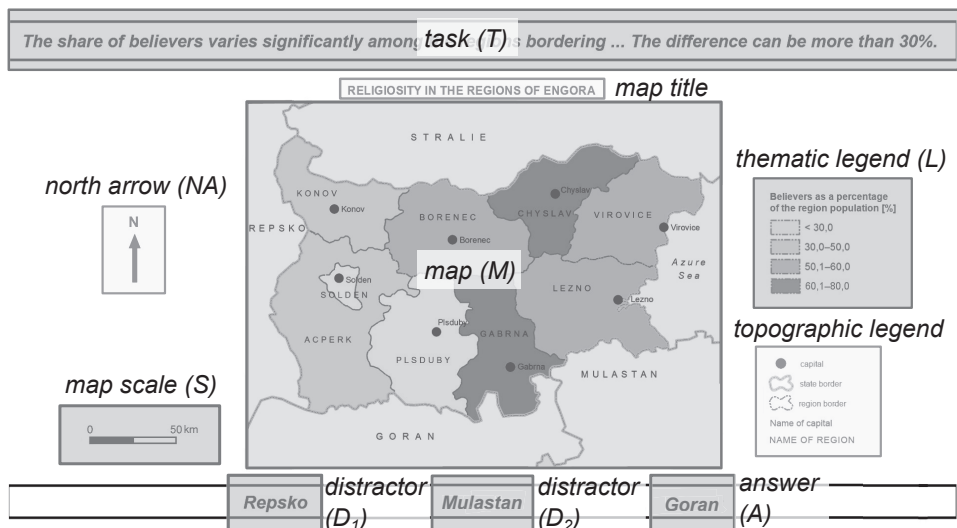 The share of believers varies significantly among regions bordering ... The difference can be more than 30%.
task (T)
RELIGIOSITY IN THE REGIONS OF ENGORA
map title
north arrow (NA)
N
map scale (S)
0 50 km
STRALIE
KONOV
Konov
REPSKO
BORENEC
Borenec
Chyslav
CHYSLAV
VIROVICE
Virovice
Azure
Sea
map (M)
Solden
SOLDEN
LEZNO
Lezno
ACPERK
Plsduby
PLSDUBY
GABRNA
Gabrna
MULASTAN
GORAN
thematic legend (L)
Believers as a percentage
of the region population [%]
< 30,0
30,0–50,0
50,1–60,0
60,1–80,0
topographic legend
capital
state border
region border
Name of capital
NAME OF REGION
Repsko
distractor
(D1)
Mulastan
distractor
(D2)
Goran
answer
(A)